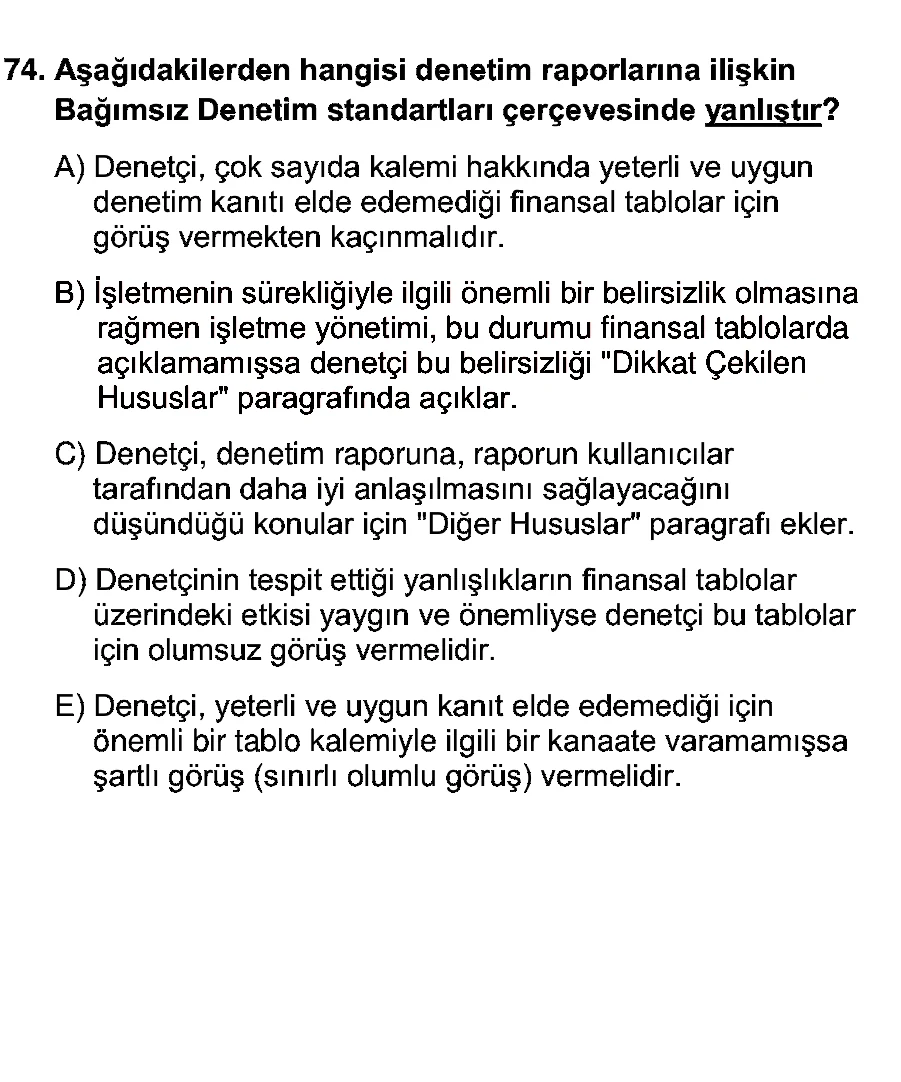 74. Aşağıdakilerden hangisi denetim raporlarına ilişkin
Bağımsız Denetim standartları çerçevesinde yanlıştır?
A) Denetçi, çok sayıda kalemi hakkında yeterli ve uygun
denetim kanıtı elde edemediği finansal tablolar için
görüş vermekten kaçınmalıdır.
B) İşletmenin sürekliğiyle ilgili önemli bir belirsizlik olmasına
rağmen işletme yönetimi, bu durumu finansal tablolarda
açıklamamışsa denetçi bu belirsizliği "Dikkat Çekilen
Hususlar" paragrafında açıklar.
C) Denetçi, denetim raporuna, raporun kullanıcılar
tarafından daha iyi anlaşılmasını sağlayacağını
düşündüğü konular için "Diğer Hususlar" paragrafı ekler.
D) Denetçinin tespit ettiği yanlışlıkların finansal tablolar
üzerindeki etkisi yaygın ve önemliyse denetçi bu tablolar
için olumsuz görüş vermelidir.
E) Denetçi, yeterli ve uygun kanıt elde edemediği için
önemli bir tablo kalemiyle ilgili bir kanaate varamamışsa
şartlı görüş (sınırlı olumlu görüş) vermelidir.